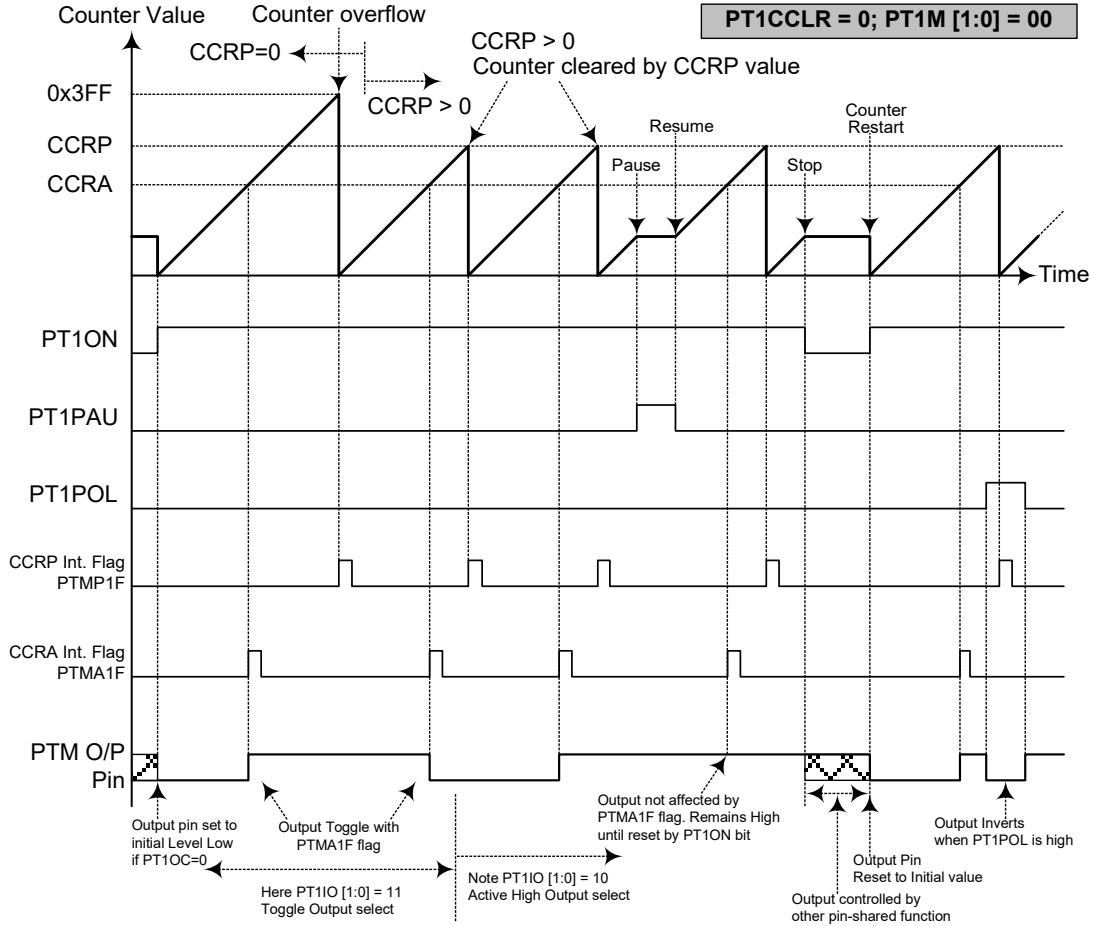 Counter Value
Counter overflow
PT1CCLR = 0; PT1M [1:0] = 00
CCRP=0
CCRP > 0
CCRP > 0
Counter cleared by CCRP value
0x3FF
CCRP
CCRA
Pause
Resume
Stop
Counter
Restart
Time
PT1ON
PT1PAU
PT1POL
CCRP Int. Flag
PTMP1F
CCRA Int. Flag
PTMA1F
PTM O/P
Pin
Output pin set to
initial Level Low
if PT1OC=0
Output Toggle with
PTMA1F flag
Here PT1IO [1:0] = 11
Toggle Output select
Note PT1IO [1:0] = 10
Active High Output select
Output not affected by
PTMA1F flag. Remains High
until reset by PT1ON bit
Output controlled by
other pin-shared function
Output Pin
Reset to Initial value
Output Inverts
when PT1POL is high